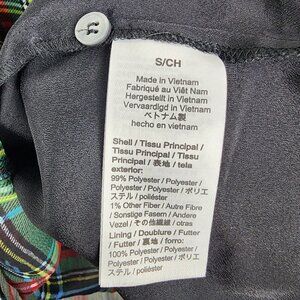 S/CH
Made in Vietnam
Fabriqué au Viêt Nam
Hergestellt in Vietnam
Vervaardigd in Vietnam
ベトナム製
hecho en vietnam
Shell / Tissu Principal /
Tissu Principal / Tissu
Principal / 表地 / tela
exterior:
99% Polyester / Polyester /
Polyester / Polyester / ポリエ
ステル / poliéster
1% Other Fiber / Autre Fibre
/ Sonstige Fasern / Andere
Vezel / その他繊維 / otras
Lining / Doublure / Futter /
Futter / 裏地 / forro:
100% Polyester / Polyester /
Polyester / Polyester / ポリエ
ステル / poliéster